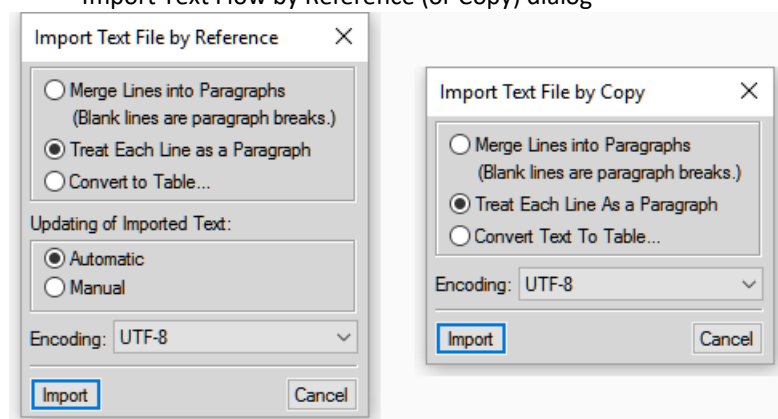 Import Text Flow by Reference (or Copy) dialog
Import Text File by Reference
Merge Lines into Paragraphs
(Blank lines are paragraph breaks.)
Treat Each Line as a Paragraph
Convert to Table...
Updating of Imported Text:
Automatic
Manual
Encoding: UTF-8
Import Cancel
Import Text File by Copy
Merge Lines into Paragraphs
(Blank lines are paragraph breaks.)
Treat Each Line As a Paragraph
Convert Text To Table...
Encoding: UTF-8
Import Cancel